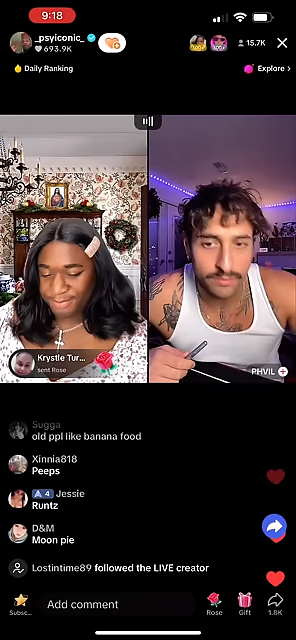 9:18
_psyiconic_
693.9K
15.7K
Daily Ranking
Explore >
Krystle Tur...
sent Rose
PHVIL
Sugga
old ppl like banana food
Xinnia818
Peeps
4 Jessie
Runtz
D&M
Moon pie
Lostintime89 followed the LIVE creator
Subsc...
Add comment
Rose
Gift
1.8K